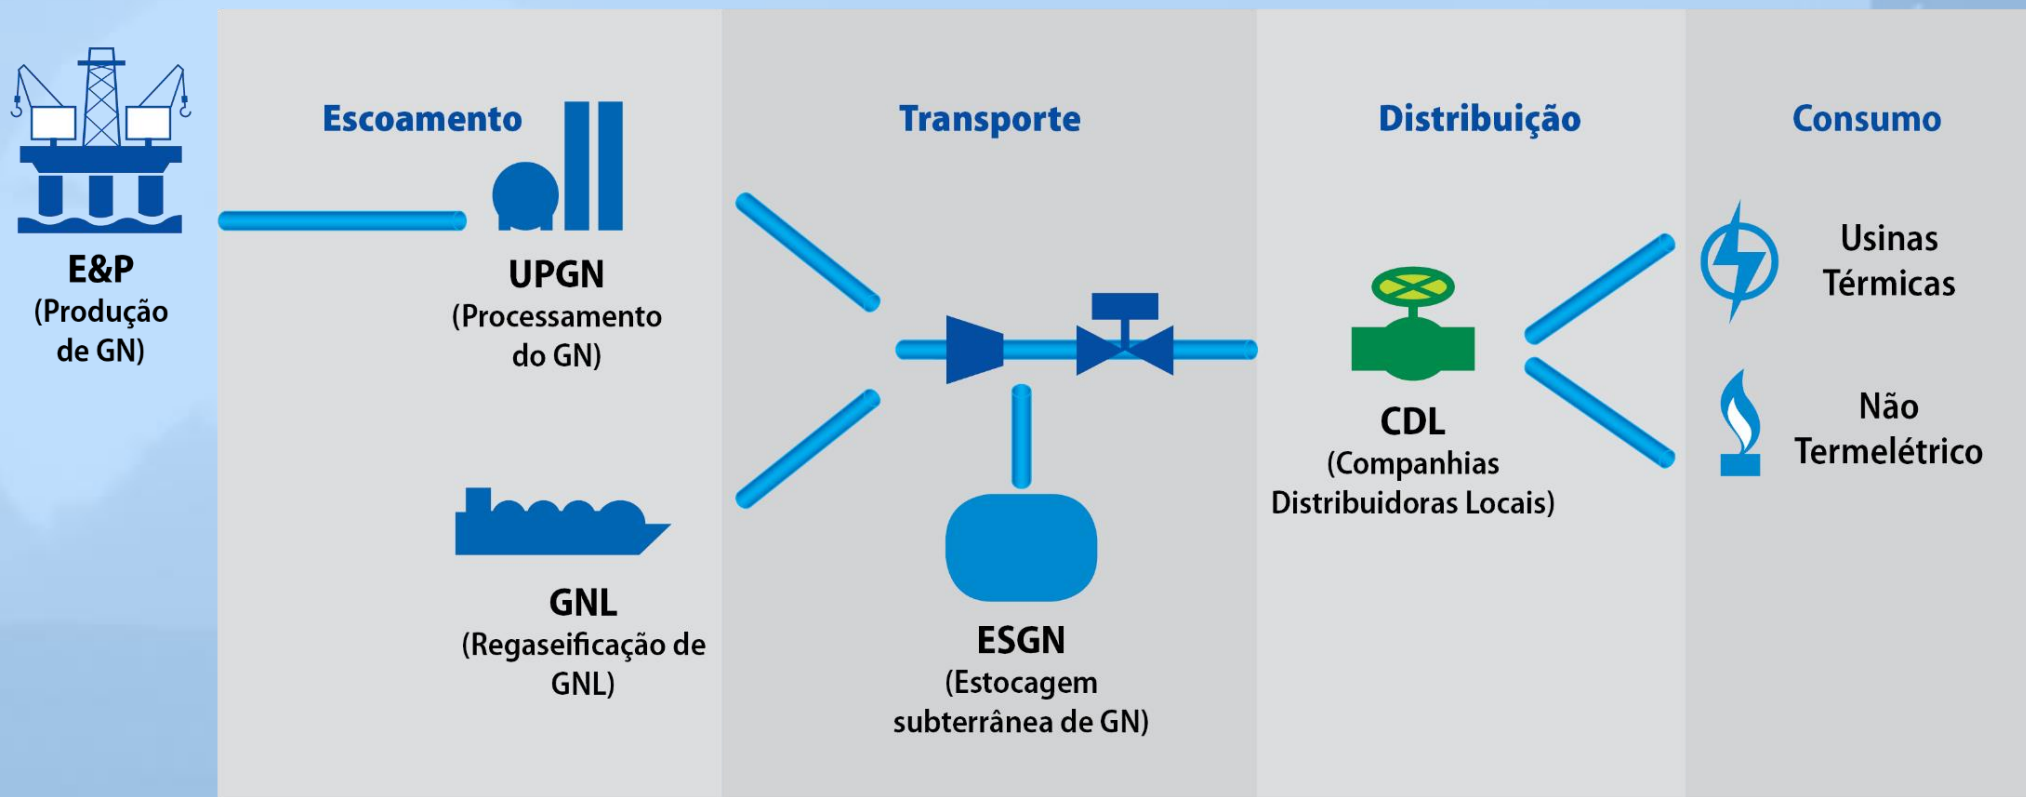 E&P
(Produção
de GN)
Escoamento
UPGN
(Processamento
do GN)
GNL
(Regaseificação de
GNL)
Transporte
ESGN
(Estocagem
subterrânea de GN)
Distribuição
CDL
(Companhias
Distribuidoras Locais)
Consumo
Usinas
Térmicas
Não
Termelétrico